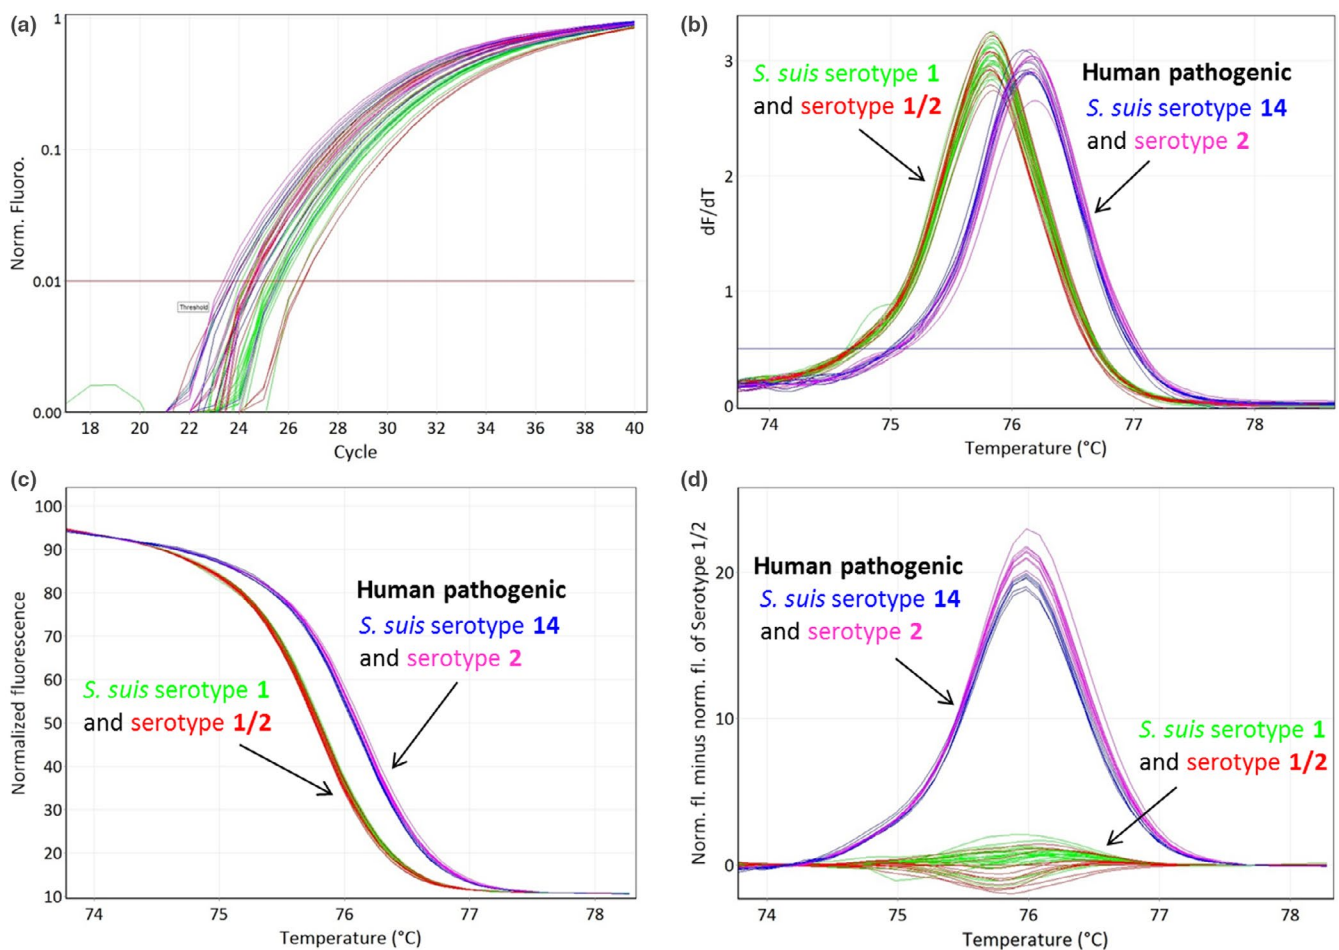 (a)
1
0.1
0.01
0.00
Norm. Fluoro.
Threshold
18 20 22 24 26 28 30 32 34 36 38 40
Cycle
(b)
3
2
1
0
dF/dT
S. suis serotype 1
and serotype 1/2
Human pathogenic
S. suis serotype 14
and serotype 2
74 75 76 77 78
Temperature (°C)
(c)
100
90
80
70
60
50
40
30
20
10
Normalized fluorescence
Human pathogenic
S. suis serotype 14
and serotype 2
S. suis serotype 1
and serotype 1/2
74 75 76 77 78
Temperature (°C)
(d)
20
10
0
Norm. fl. minus norm. fl. of Serotype 1/2
Human pathogenic
S. suis serotype 14
and serotype 2
S. suis serotype 1
and serotype 1/2
74 75 76 77 78
Temperature (°C)